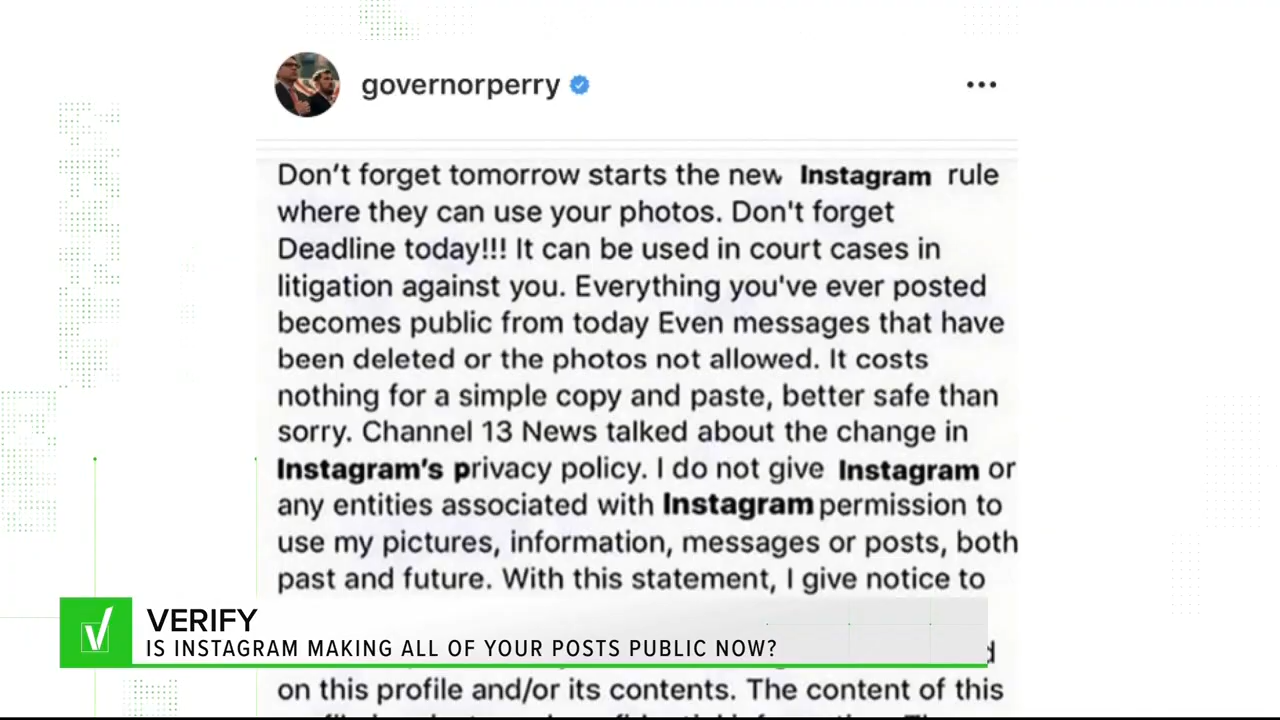 governorperry
Don't forget tomorrow starts the new Instagram rule
where they can use your photos. Don't forget
Deadline today!!! It can be used in court cases in
litigation against you. Everything you've ever posted
becomes public from today Even messages that have
been deleted or the photos not allowed. It costs
nothing for a simple copy and paste, better safe than
sorry. Channel 13 News talked about the change in
Instagram's privacy policy. I do not give Instagram or
any entities associated with Instagram permission to
use my pictures, information, messages or posts, both
past and future. With this statement, I give notice to
VERIFY
IS INSTAGRAM MAKING ALL OF YOUR POSTS PUBLIC NOW?
on this profile and/or its contents. The content of this